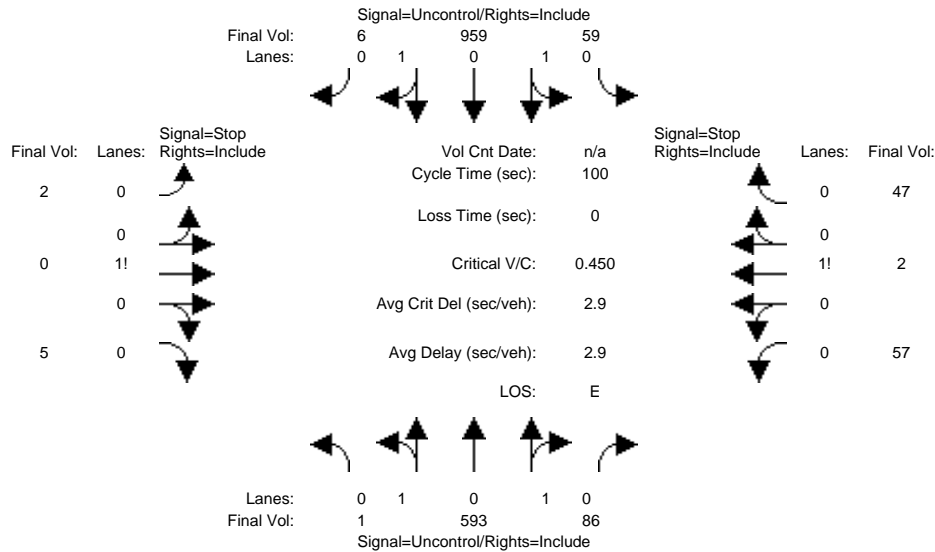 Signal=Uncontrol/Rights=Include
Final Vol: 6 959 59
Lanes: 0 1 0 1 0
Signal=Stop
Final Vol: Lanes: Rights=Include
Vol Cnt Date: n/a
Signal=Stop
Rights=Include Lanes: Final Vol:
Cycle Time (sec): 100
2 0
0 47
Loss Time (sec): 0
0
0
0 1!
Critical V/C: 0.450
1! 2
0
Avg Crit Del (sec/veh): 2.9
0
5 0
Avg Delay (sec/veh): 2.9
0 57
LOS: E
Lanes: 0 1 0 1 0
Final Vol: 1 593 86
Signal=Uncontrol/Rights=Include